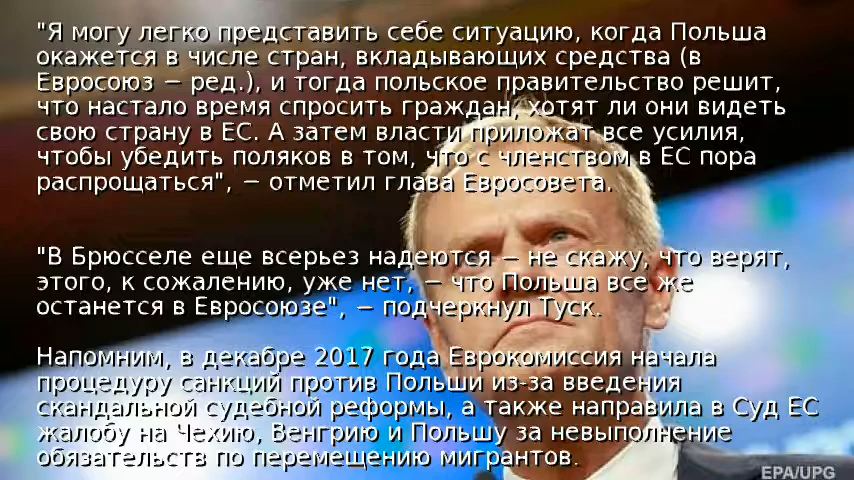 "Я могу легко представить себе ситуацию, когда Польша
окажется в числе стран, вкладывающих средства (в
Евросоюз − ред.), и тогда польское правительство решит,
что настало время спросить граждан, хотят ли они видеть
свою страну в ЕС. А затем власти приложат все усилия,
чтобы убедить поляков в том, что с членством в ЕС пора
распрощаться", − отметил глава Евросовета.
"В Брюсселе еще всерьез надеются − не скажу, что верят,
этого, к сожалению, уже нет, − что Польша все же
останется в Евросоюзе", − подчеркнул Туск.
Напомним, в декабре 2017 года Еврокомиссия начала
процедуру санкций против Польши из-за введения
скандальной судебной реформы, а также направила в Суд ЕС
жалобу на Чехию, Венгрию и Польшу за невыполнение
обязательств по перемещению мигрантов.
EPA/UPG